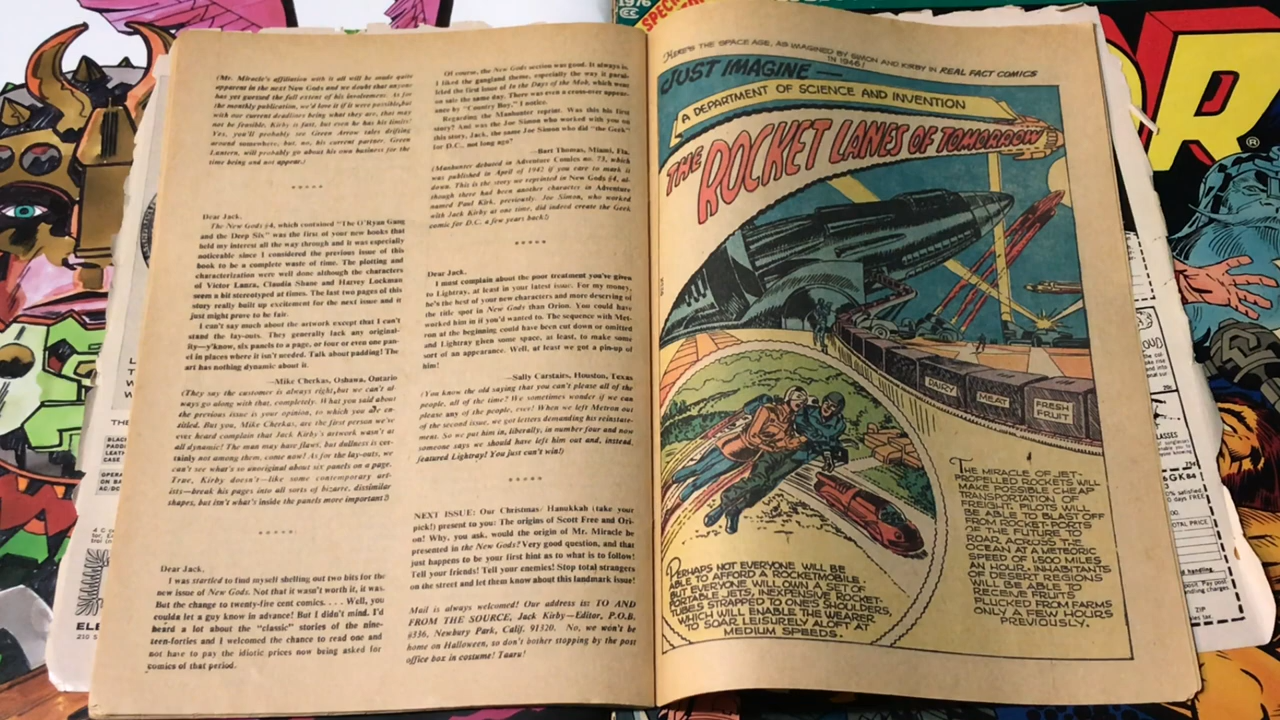 (Mr. Miracle's affiliation with it all will be made quite
apparent in the next New Gods and we doubt that anyone
has yet guessed the full extent of his involvement. As for
the monthly publication, we'd love it if it were possible, but
with our current deadlines being what they are, that may
not be feasible. Kirby is fast, but even he has his limits!
Yes, you'll probably see Green Arrow tales drifting
around somewhere, but, no, his current partner, Green
Lantern, will probably go about his own business for the
time being and not appear.)
*****
Dear Jack,
The New Gods #4, which contained "The O'Ryan Gang
and the Deep Six" was the first of your new books that
held my interest all the way through and it was especially
noticeable since I considered the previous issue of this
book to be a complete waste of time. The plotting and
characterization were well done although the characters
of Victor Lanza, Claudia Shane and Harvey Lockman
seem a bit stereotyped at times. The last two pages of this
story really built up excitement for the next issue and it
just might prove to be fair.
I can't say much about the artwork except that I can't
stand the lay-outs. They generally lack any original-
ity—y'know, six panels to a page, or four or even one pan-
el in places where it isn't needed. Talk about padding! The
art has nothing dynamic about it.
—Mike Cherkas, Oshawa, Ontario
(They say the customer is always right, but we can't al-
ways go along with that, completely. What you said about
the previous issue is your opinion, to which you are en-
titled. But you, Mike Cherkas, are the first person we've
ever heard complain that Jack Kirby's artwork wasn't at
all dynamic! The man may have flaws, but dullness is cer-
tainly not among them, come now! As for the lay-outs, we
can't see what's so unoriginal about six panels on a page.
True, Kirby doesn't—like some contemporary art-
ists—break his pages into all sorts of bizarre, dissimilar
shapes, but isn't what's inside the panels more important?)
*****
Dear Jack,
I was startled to find myself shelling out two bits for the
new issue of New Gods. Not that it wasn't worth it, it was.
But the change to twenty-five cent comics. . . . Well, you
coulda let a guy know in advance! But I didn't mind. I'd
heard a lot about the "classic" stories of the nine-
teen-forties and I welcomed the chance to read one and
not have to pay the idiotic prices now being asked for
comics of that period.
Of course, the New Gods section was good. It always is.
I liked the gangland theme, especially the way it paral-
leled the first issue of In the Days of the Mob, which went
on sale the same day. There was even a cross-over appear-
ance by "Country Boy," I notice.
Regarding the Manhunter reprint. Was this his first
story? And was the Joe Simon who worked with you on
this story, Jack, the same Joe Simon who did "the Geek"
for D.C., not long ago?
—Bart Thomas, Miami, Fla.
(Manhunter debuted in Adventure Comics no. 73, which
was published in April of 1942 if you care to mark it
down. This is the story we reprinted in New Gods #4, al-
though there had been another character in Adventure
named Paul Kirk, previously. Joe Simon, who worked
with Jack Kirby at one time, did indeed create the Geek
comic for D.C. a few years back!)
*****
Dear Jack,
I must complain about the poor treatment you've given
to Lightray, at least in your latest issue. For my money,
he's the best of your new characters and more deserving of
the title spot in New Gods than Orion. You could have
worked him in if you'd wanted to. The sequence with Met-
ron at the beginning could have been cut down or omitted
and Lightray given some space, at least, to make some
sort of an appearance. Well, at least we got a pin-up of
him!
—Sally Carstairs, Houston, Texas
(You know the old saying that you can't please all of the
people, all of the time? We sometimes wonder if we can
please any of the people, ever! When we left Metron out
of the second issue, we got letters demanding his reinstate-
ment. So we put him in, liberally, in number four and now
someone says we should have left him out and, instead,
featured Lightray! You just can't win!)
*****
NEXT ISSUE: Our Christmas/ Hanukkah (take your
pick!) present to you: The origins of Scott Free and Ori-
on! Why, you ask, would the origin of Mr. Miracle be
presented in the New Gods? Very good question, and that
just happens to be your first hint as to what is to follow!
Tell your friends! Tell your enemies! Stop total strangers
on the street and let them know about this landmark issue!
Mail is always welcomed! Our address is: TO AND
FROM THE SOURCE, Jack Kirby—Editor, P.O.B.
#336, Newbury Park, Calif. 91320. No, we won't be
home on Halloween, so don't bother stopping by the post
office box in costume! Taaru!
HERE'S THE SPACE AGE, AS IMAGINED BY SIMON AND KIRBY IN REAL FACT COMICS
IN 1946!
JUST IMAGINE —
A DEPARTMENT OF SCIENCE AND INVENTION
THE ROCKET LANES OF TOMORROW
DAIRY
MEAT
FRESH
FRUIT
PERHAPS NOT EVERYONE WILL BE
ABLE TO AFFORD A ROCKETMOBILE.
BUT EVERYONE WILL OWN A SET OF
PORTABLE JETS, INEXPENSIVE ROCKET-
TUBES STRAPPED TO ONE'S SHOULDERS,
WHICH WILL ENABLE THE WEARER
TO SOAR LEISURELY ALOFT AT
MEDIUM SPEEDS.
THE MIRACLE OF JET-
PROPELLED ROCKETS WILL
MAKE POSSIBLE CHEAP
TRANSPORTATION OF
FREIGHT. PILOTS WILL
BE ABLE TO BLAST OFF
FROM ROCKET-PORTS
OF THE FUTURE TO
ROAR ACROSS THE
OCEAN AT A METEORIC
SPEED OF 1,500 MILES
AN HOUR. INHABITANTS
OF DESERT REGIONS
WILL BE ABLE TO
RECEIVE FRUITS
PLUCKED FROM FARMS
ONLY A FEW HOURS
PREVIOUSLY.
1976
R
®
TOTAL PRICE
ZIP